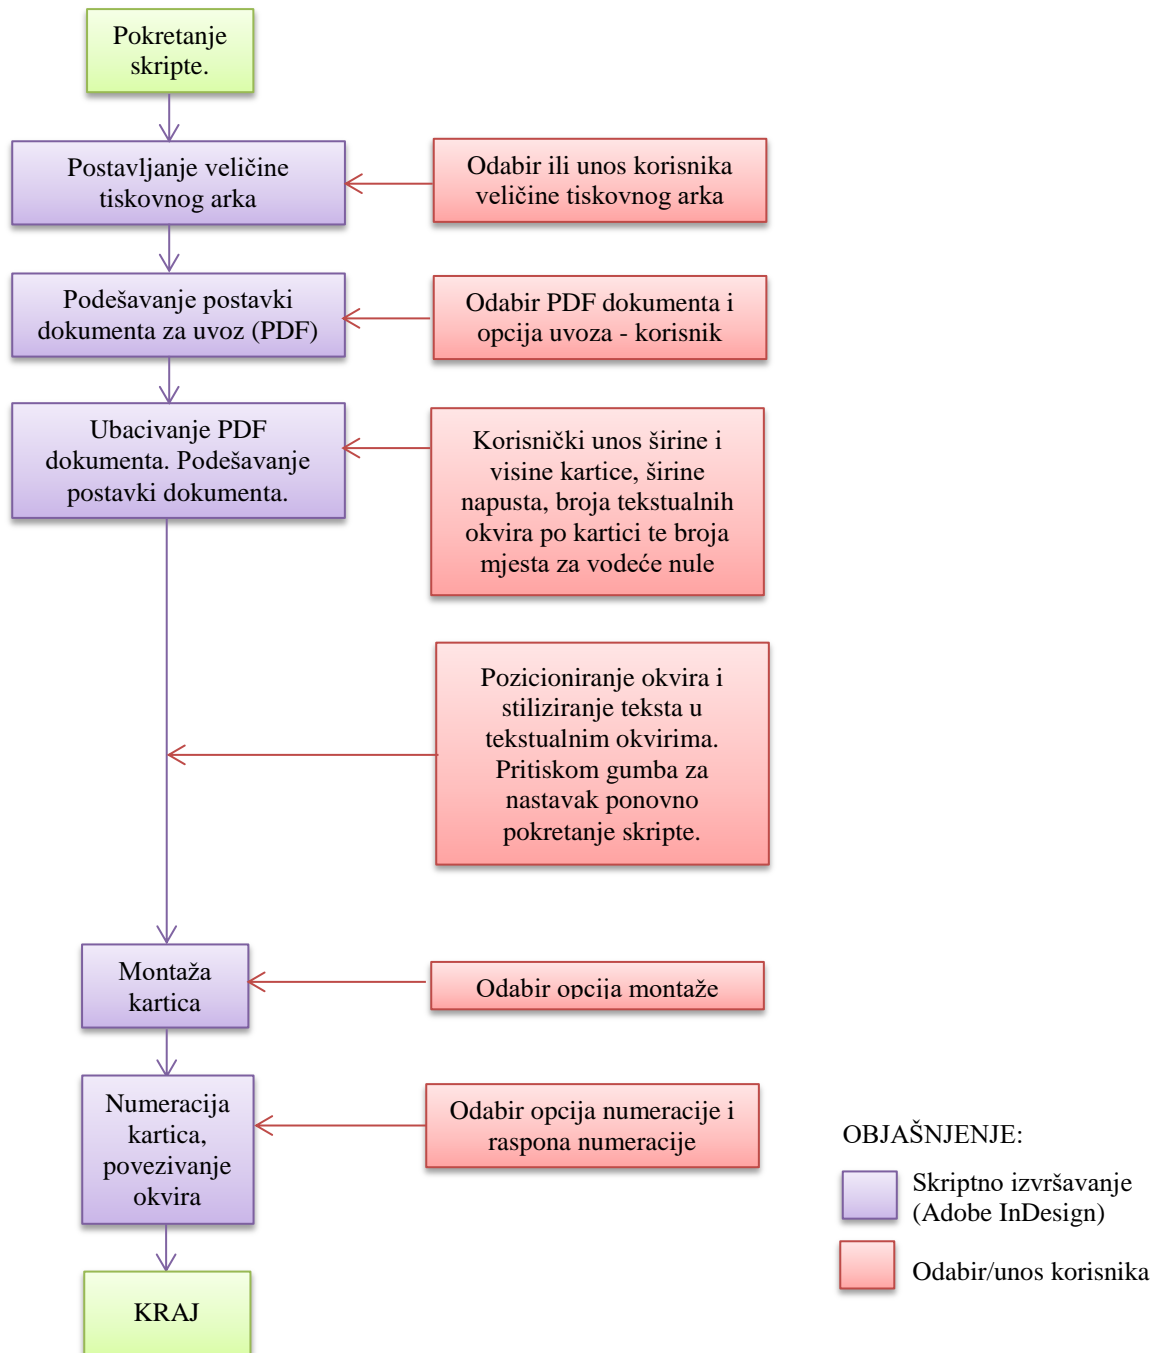 Pokretanje
skripte.
Postavljanje veličine
tiskovnog arka
Odabir ili unos korisnika
veličine tiskovnog arka
Podešavanje postavki
dokumenta za uvoz (PDF)
Odabir PDF dokumenta i
opcija uvoza - korisnik
Ubacivanje PDF
dokumenta. Podešavanje
postavki dokumenta.
Korisnički unos širine i
visine kartice, širine
napusta, broja tekstualnih
okvira po kartici te broja
mjesta za vodeće nule
Pozicioniranje okvira i
stiliziranje teksta u
tekstualnim okvirima.
Pritiskom gumba za
nastavak ponovno
pokretanje skripte.
Montaža
kartica
Odabir opcija montaže
Numeracija
kartica,
povezivanje
okvira
Odabir opcija numeracije i
raspona numeracije
OBJAŠNJENJE:
Skriptno izvršavanje
(Adobe InDesign)
Odabir/unos korisnika
KRAJ